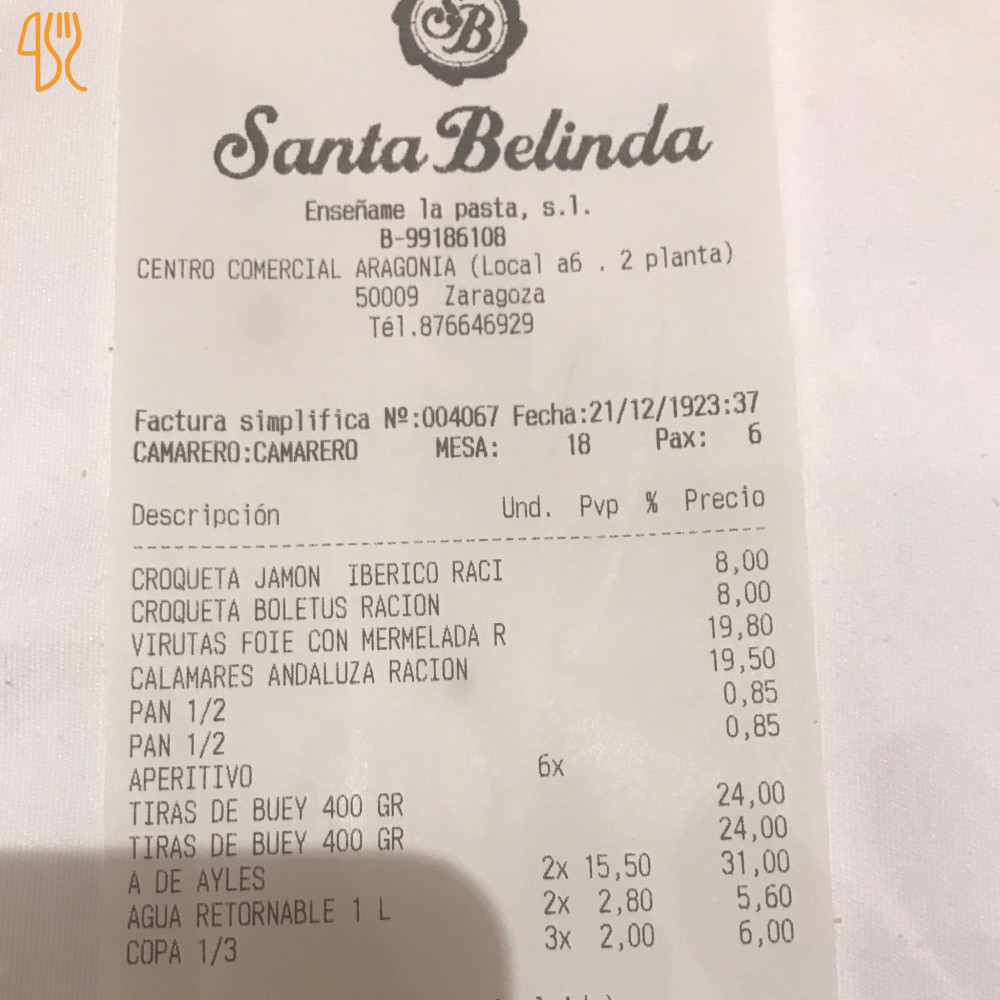 SB
Santa Belinda
Enseñame la pasta, s.l.
B-99186108
CENTRO COMERCIAL ARAGONIA (Local a6 . 2 planta)
50009 Zaragoza
Tél.876646929
Factura simplifica Nº:004067 Fecha:21/12/1923:37
CAMARERO:CAMARERO MESA: 18 Pax: 6
Descripción Und. Pvp % Precio
CROQUETA JAMON IBERICO RACI 8,00
CROQUETA BOLETUS RACION 8,00
VIRUTAS FOIE CON MERMELADA R 19,80
CALAMARES ANDALUZA RACION 19,50
PAN 1/2 0,85
PAN 1/2 0,85
APERITIVO 6x
TIRAS DE BUEY 400 GR 24,00
TIRAS DE BUEY 400 GR 24,00
A DE AYLES 2x 15,50 31,00
AGUA RETORNABLE 1 L 2x 2,80 5,60
COPA 1/3 3x 2,00 6,00